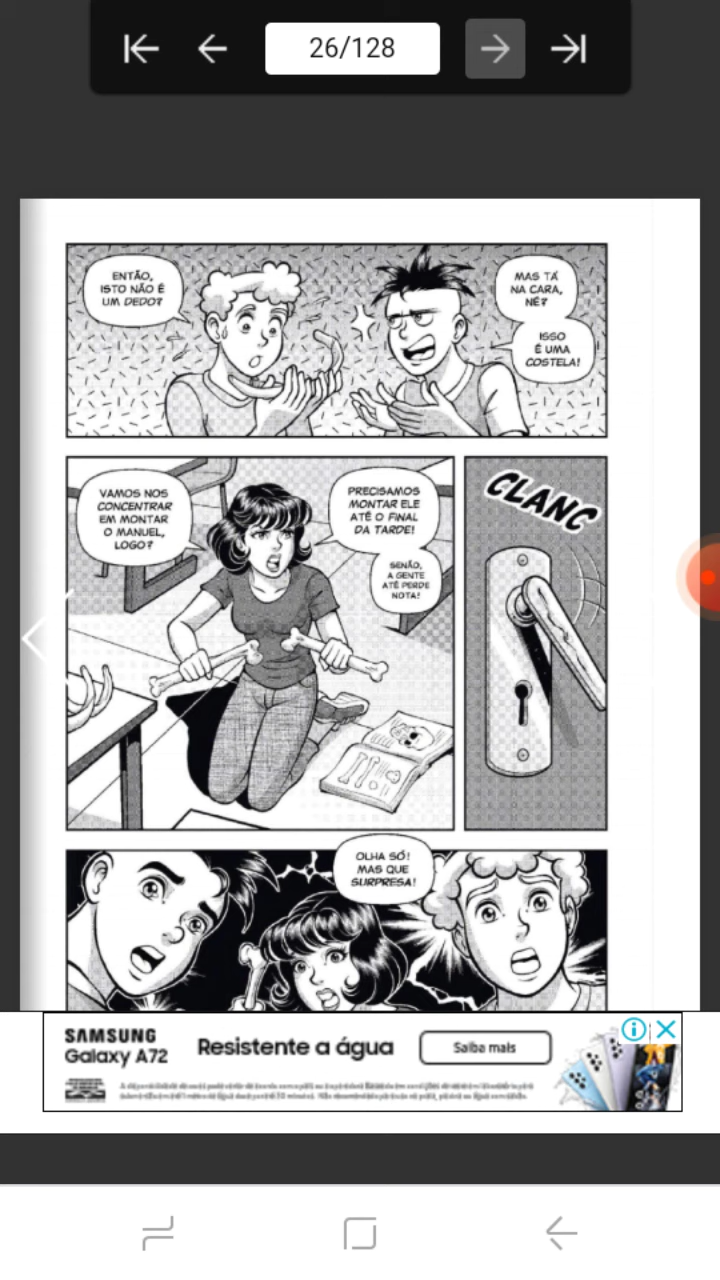 26/128
ENTÃO,
ISTO NÃO É
UM DEDO?
MAS TÁ
NA CARA,
NÉ?
ISSO
É UMA
COSTELA!
VAMOS NOS
CONCENTRAR
EM MONTAR
O MANUEL,
LOGO?
PRECISAMOS
MONTAR ELE
ATÉ O FINAL
DA TARDE!
SENÃO,
A GENTE
ATÉ PERDE
NOTA!
CLANC
OLHA SÓ!
MAS QUE
SURPRESA!
SAMSUNG
Galaxy A72
Resistente a água
Saiba mais